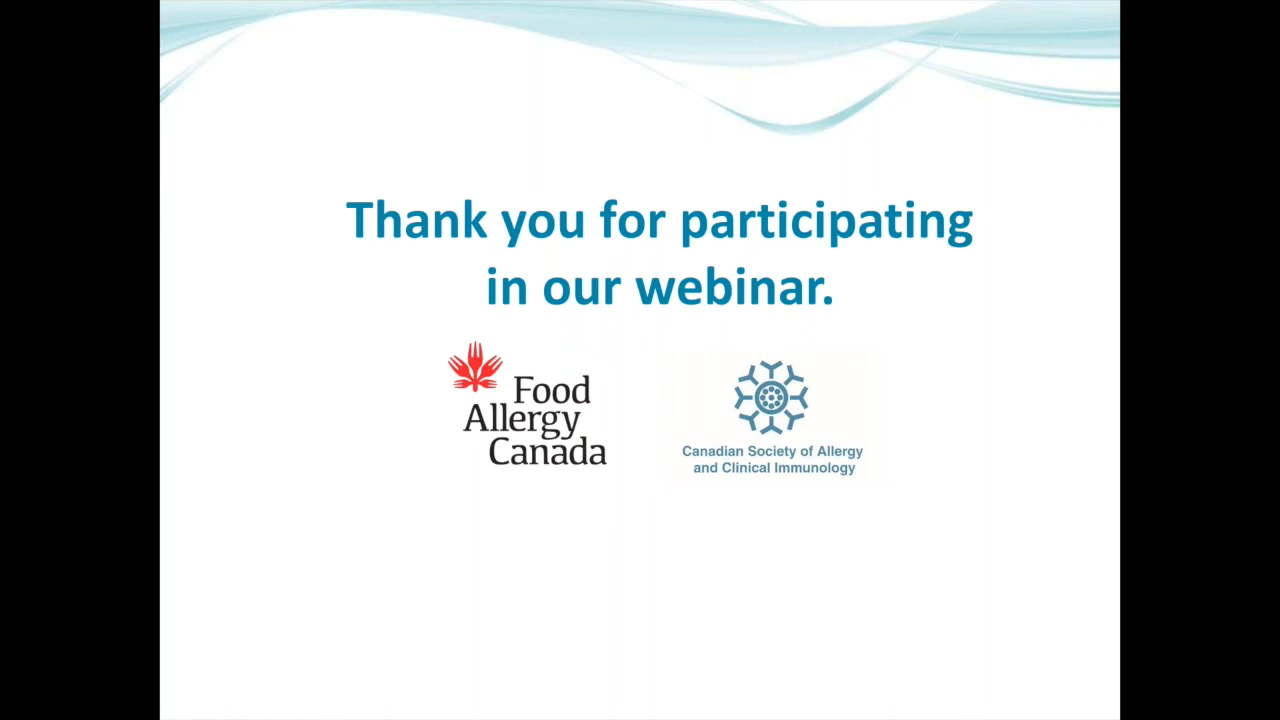 Thank you for participating
in our webinar.
Food
Allergy
Canada
Canadian Society of Allergy
and Clinical Immunology